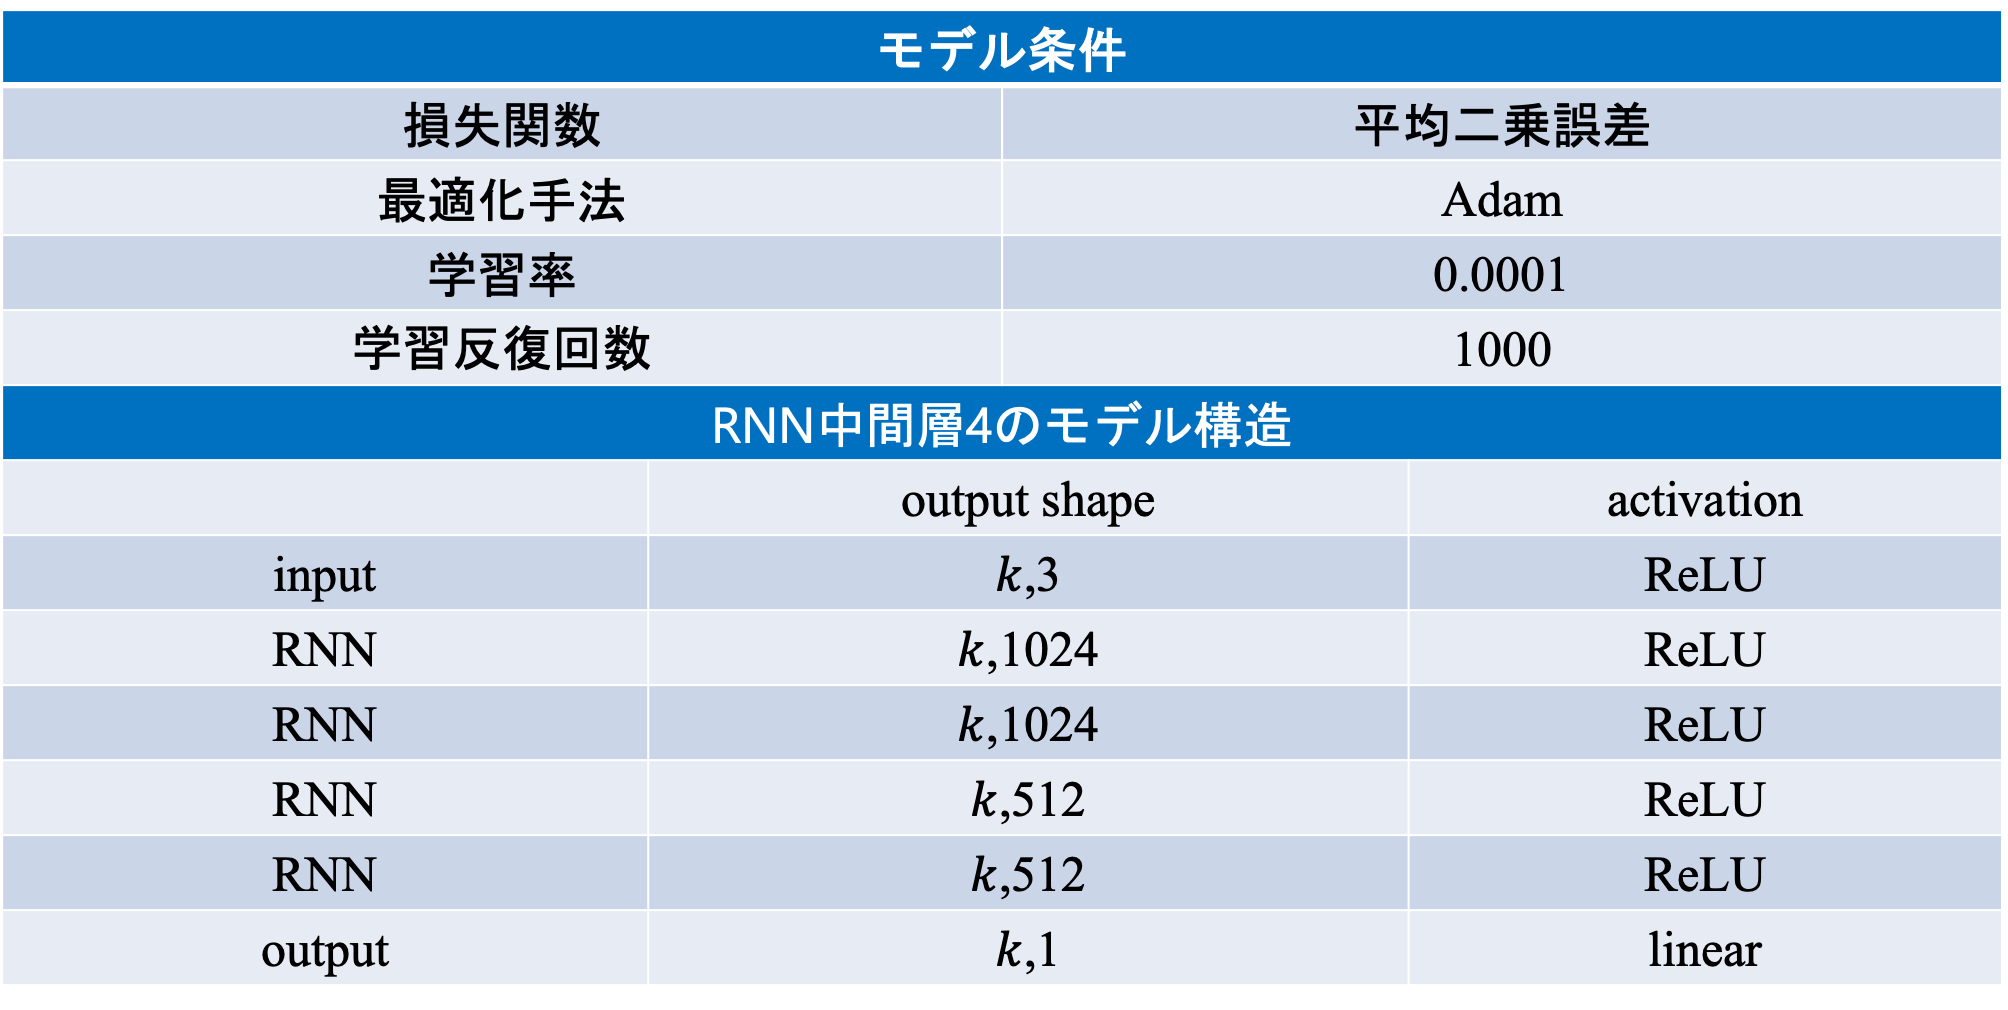 モデル条件
損失関数 平均二乗誤差
最適化手法 Adam
学習率 0.0001
学習反復回数 1000
RNN中間層4のモデル構造
output shape activation
input k,3 ReLU
RNN k,1024 ReLU
RNN k,1024 ReLU
RNN k,512 ReLU
RNN k,512 ReLU
output k,1 linear